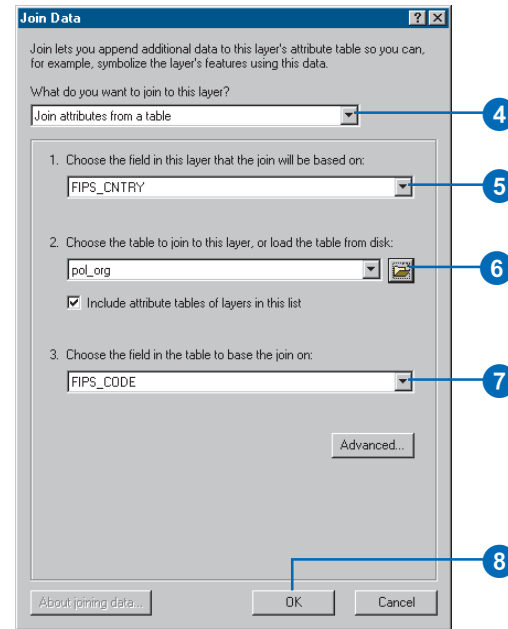 Join Data
Join lets you append additional data to this layer's attribute table so you can,
for example, symbolize the layer's features using this data.
What do you want to join to this layer?
Join attributes from a table
4
1. Choose the field in this layer that the join will be based on:
FIPS_CNTRY
5
2. Choose the table to join to this layer, or load the table from disk:
pol_org
6
Include attribute tables of layers in this list
3. Choose the field in the table to base the join on:
FIPS_CODE
7
Advanced...
8
About joining data...
OK
Cancel